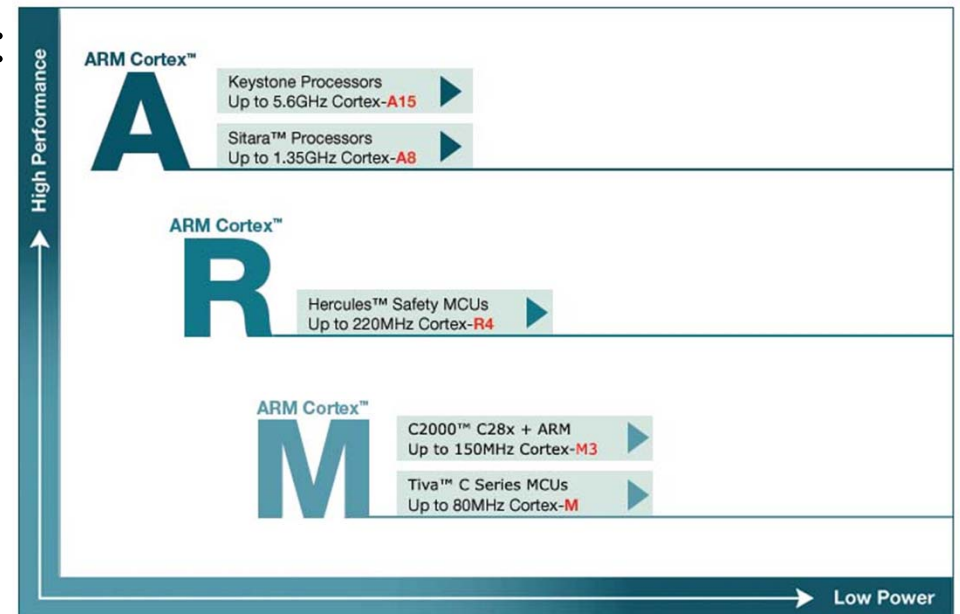 High Performance
ARM Cortex™
A
Keystone Processors
Up to 5.6GHz Cortex-A15
Sitara™ Processors
Up to 1.35GHz Cortex-A8
ARM Cortex™
R
Hercules™ Safety MCUs
Up to 220MHz Cortex-R4
ARM Cortex™
M
C2000™ C28x + ARM
Up to 150MHz Cortex-M3
Tiva™ C Series MCUs
Up to 80MHz Cortex-M
Low Power